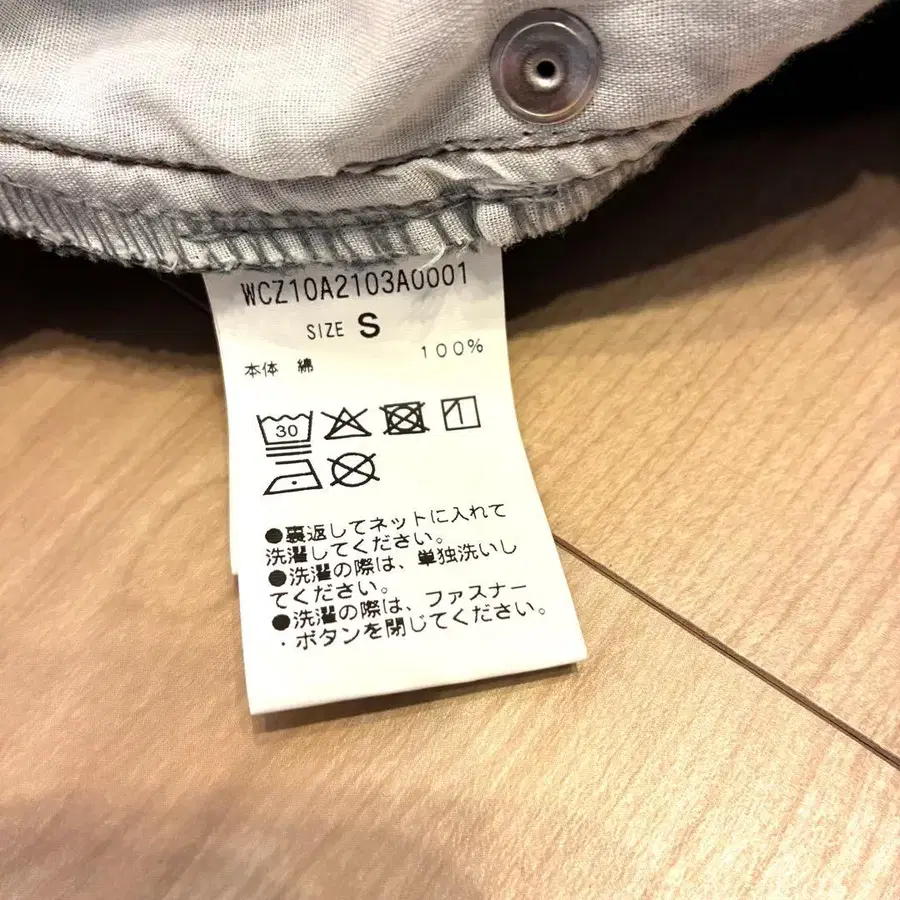 WCZ10A2103A0001
SIZE S
本体 綿 100%
30
1
●裏返してネットに入れて
洗濯してください。
●洗濯の際は、単独洗いし
てください。
●洗濯の際は、ファスナー
・ボタンを閉じてください。